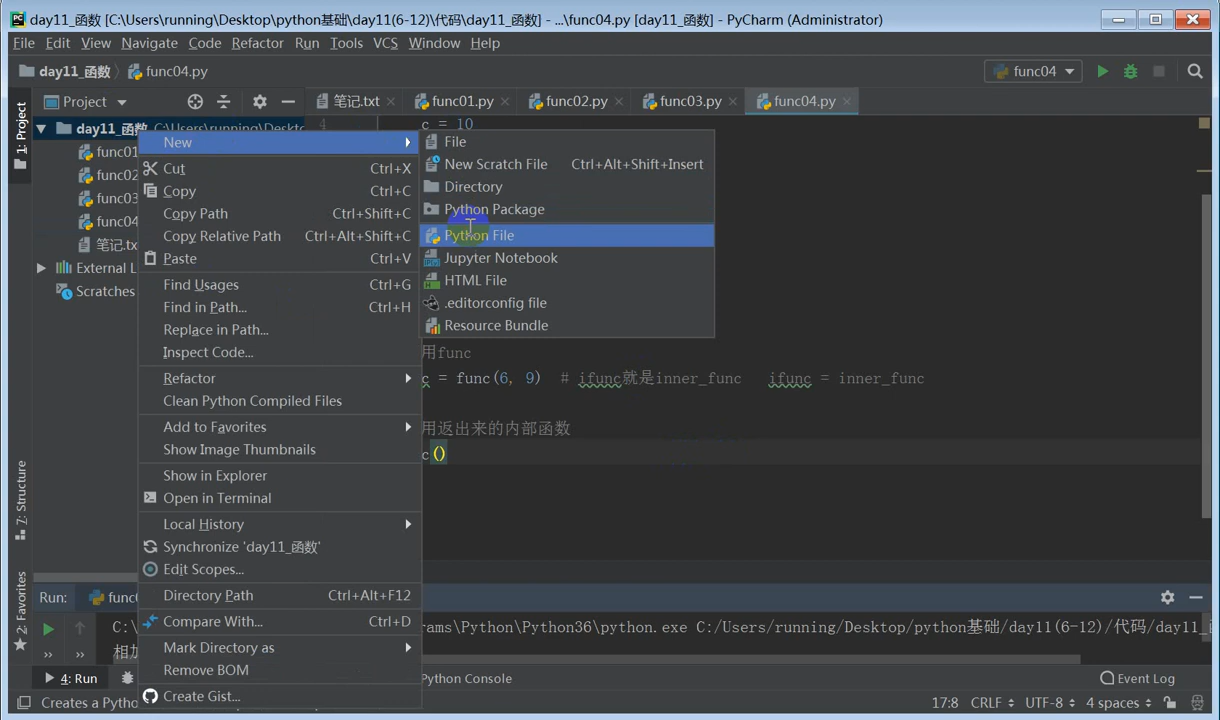 day11_函数 [C:\Users\running\Desktop\python基础\day11(6-12)\代码\day11_函数] - ...\func04.py [day11_函数] - PyCharm (Administrator)
File Edit View Navigate Code Refactor Run Tools VCS Window Help
day11_函数 func04.py func04
1: Project
Project 笔记.txt func01.py func02.py func03.py func04.py
day11_函数 C:\Users\running\Deskto
4 c = 10
func01
func02
func03
func04
笔记.tx
External L
Scratches
New
Cut Ctrl+X
Copy Ctrl+C
Copy Path Ctrl+Shift+C
Copy Relative Path Ctrl+Alt+Shift+C
Paste Ctrl+V
Find Usages Ctrl+G
Find in Path... Ctrl+H
Replace in Path...
Inspect Code...
Refactor
Clean Python Compiled Files
Add to Favorites
Show Image Thumbnails
Show in Explorer
Open in Terminal
Local History
Synchronize 'day11_函数'
Edit Scopes...
Directory Path Ctrl+Alt+F12
Compare With... Ctrl+D
Mark Directory as
Remove BOM
Create Gist...
File
New Scratch File Ctrl+Alt+Shift+Insert
Directory
Python Package
Python File
Jupyter Notebook
HTML File
.editorconfig file
Resource Bundle
用func
c = func(6, 9) # ifunc就是inner_func ifunc = inner_func
用返出来的内部函数
c()
7: Structure
2: Favorites
Run: func
C:\ rams\Python\Python36\python.exe C:/Users/running/Desktop/python基础/day11(6-12)/代码/day11_
相加
4: Run Python Console Event Log
Creates a Pytho 17:8 CRLF UTF-8 4 spaces